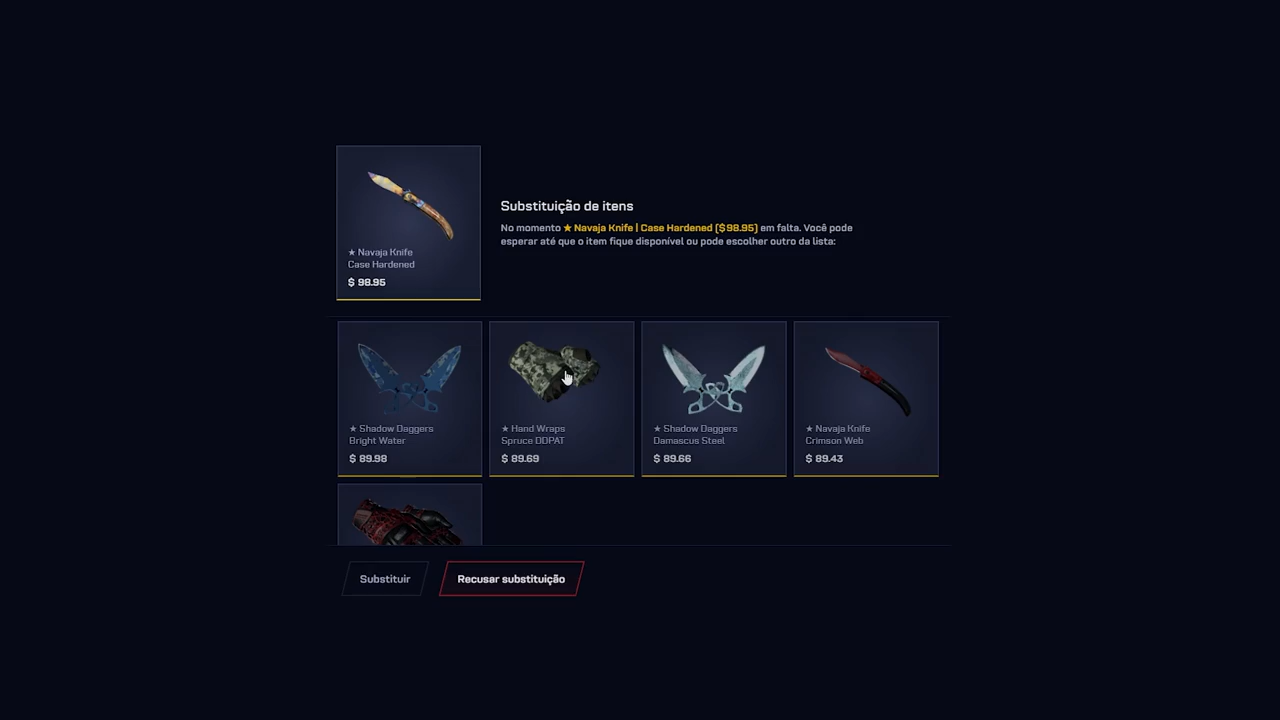 ★ Navaja Knife
Case Hardened
$ 98.95
Substituição de itens
No momento ★ Navaja Knife | Case Hardened ($98.95) em falta. Você pode
esperar até que o item fique disponível ou pode escolher outro da lista:
★ Shadow Daggers
Bright Water
$ 89.98
★ Hand Wraps
Spruce DDPAT
$ 89.69
★ Shadow Daggers
Damascus Steel
$ 89.66
★ Navaja Knife
Crimson Web
$ 89.43
Substituir
Recusar substituição